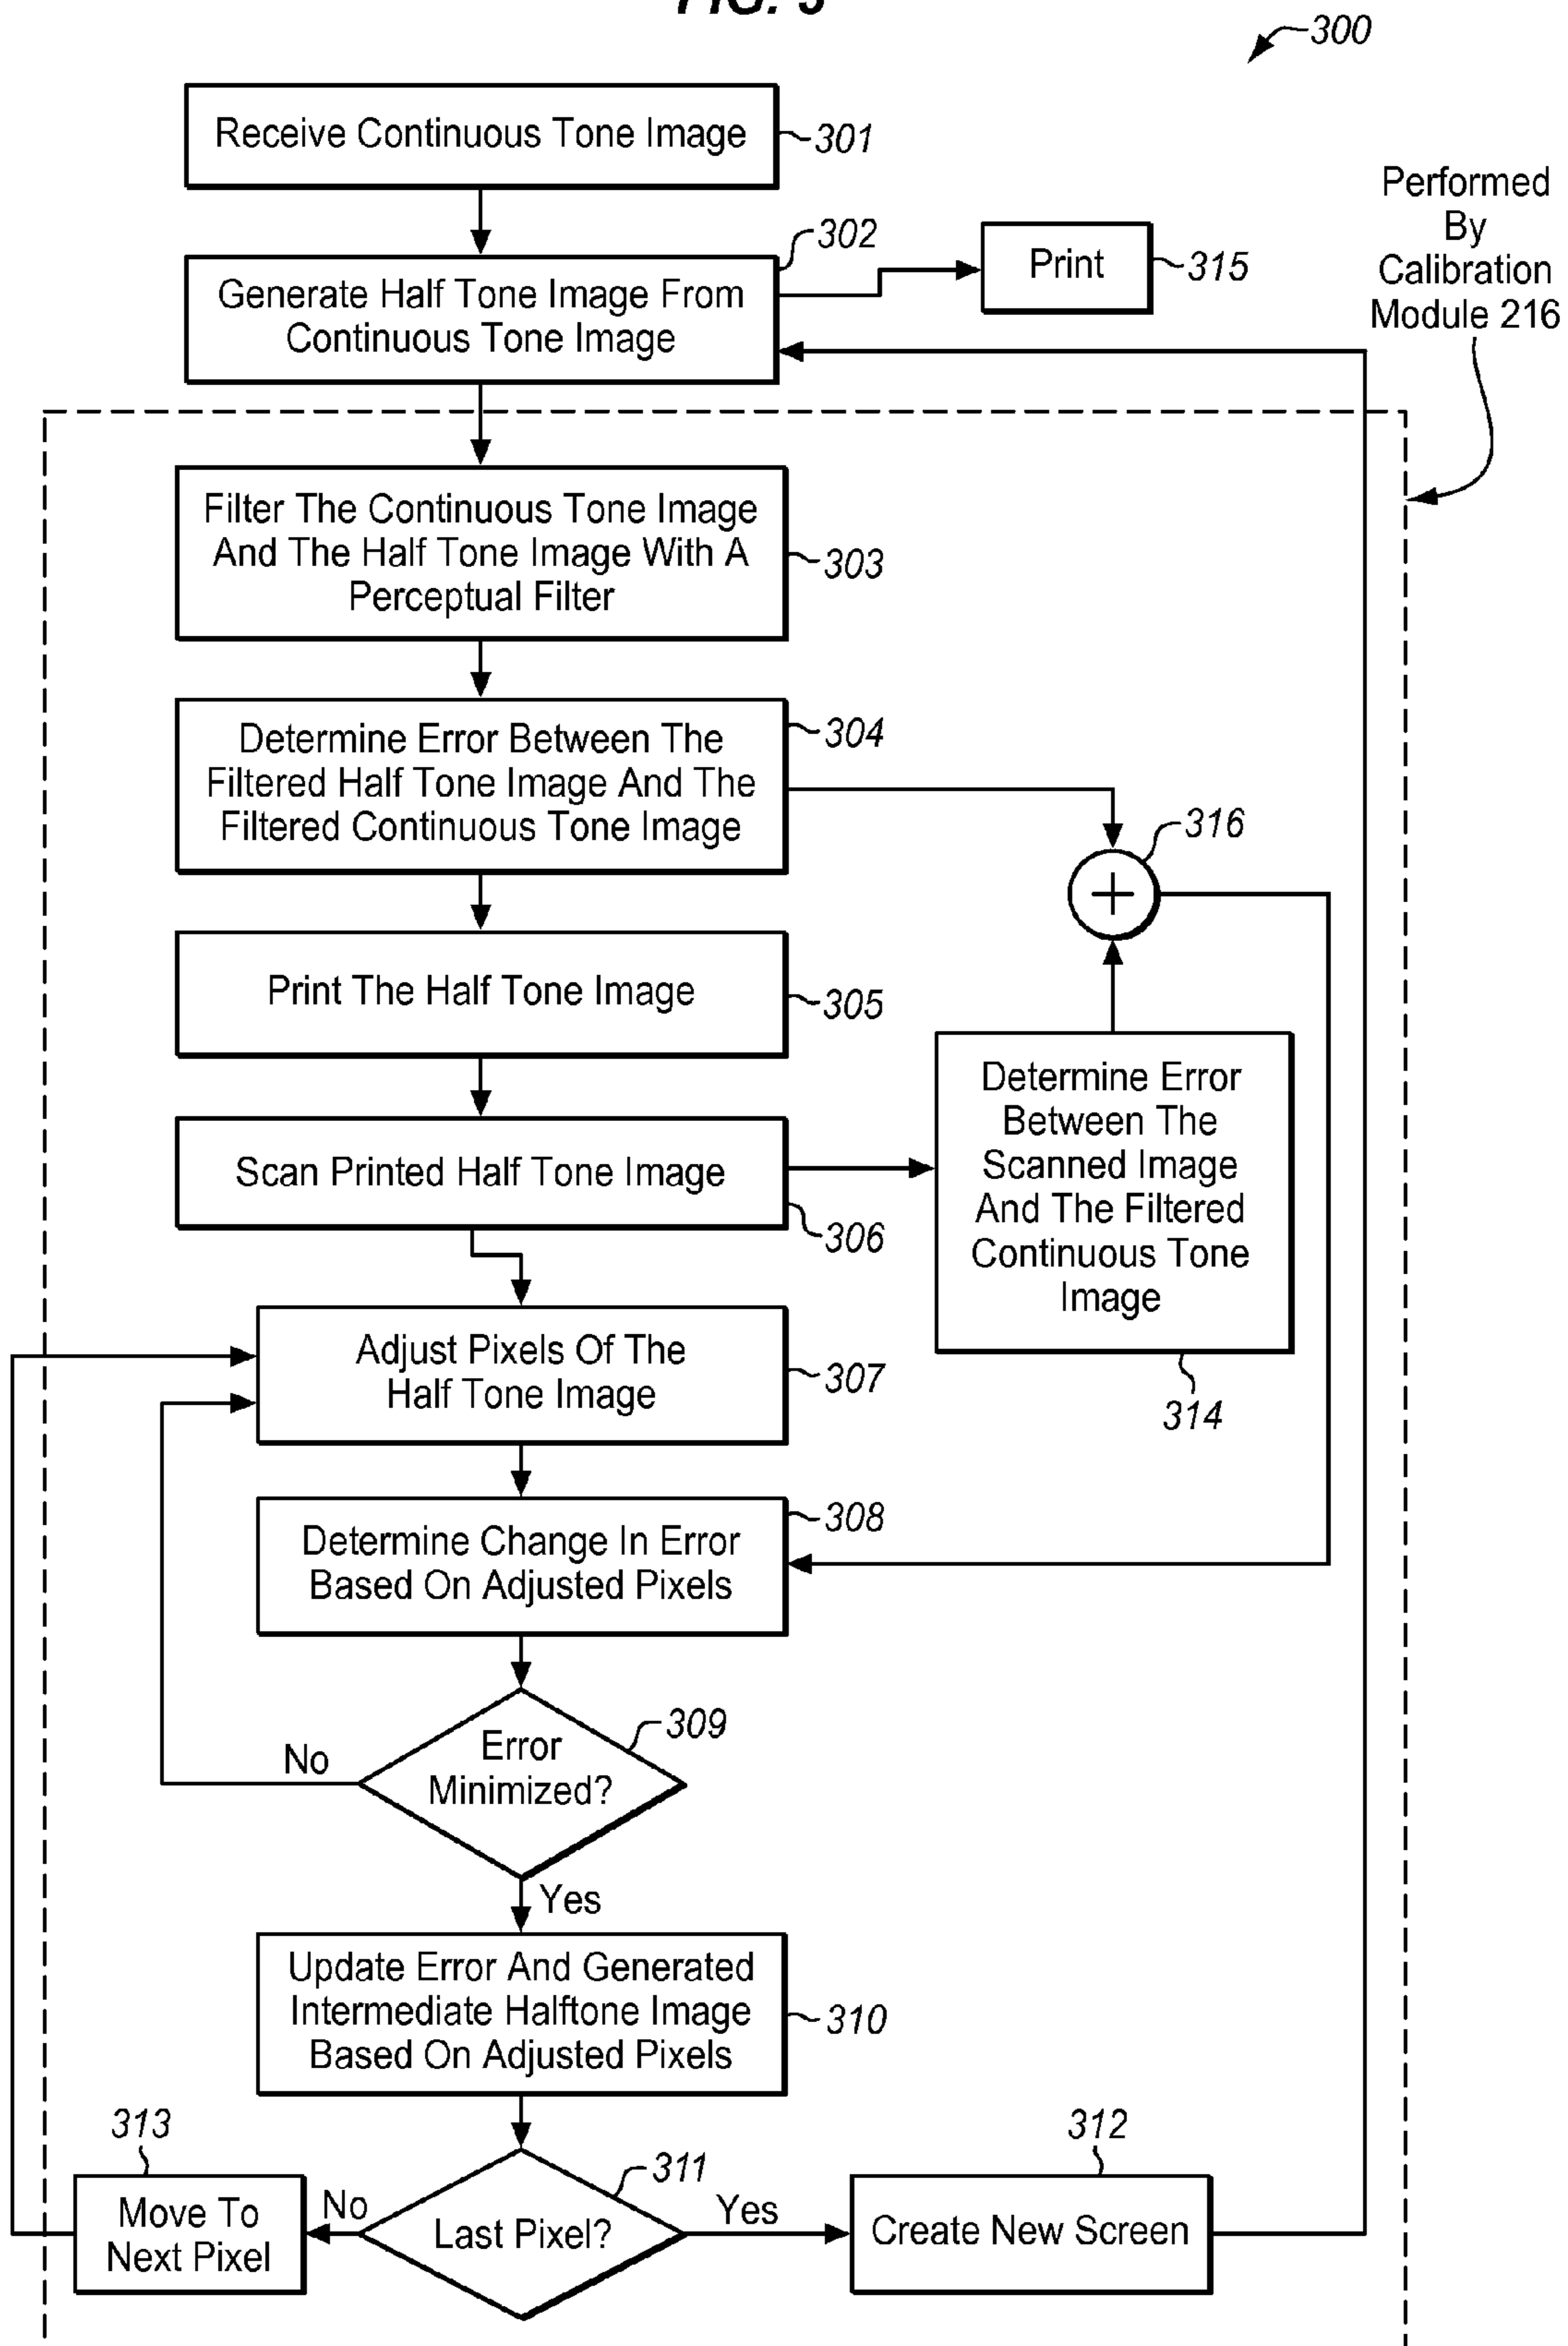 300
Receive Continuous Tone Image
301
Performed
By
Calibration
Module 216
302
Generate Half Tone Image From
Continuous Tone Image
Print
315
Filter The Continuous Tone Image
And The Half Tone Image With A
Perceptual Filter
303
Determine Error Between The
Filtered Half Tone Image And The
Filtered Continuous Tone Image
304
316
+
Print The Half Tone Image
305
Scan Printed Half Tone Image
306
Determine Error
Between The
Scanned Image
And The Filtered
Continuous Tone
Image
314
Adjust Pixels Of The
Half Tone Image
307
Determine Change In Error
Based On Adjusted Pixels
308
Error
Minimized?
309
No
Yes
Update Error And Generated
Intermediate Halftone Image
Based On Adjusted Pixels
310
313
Move To
Next Pixel
No
Last Pixel?
311
Yes
312
Create New Screen